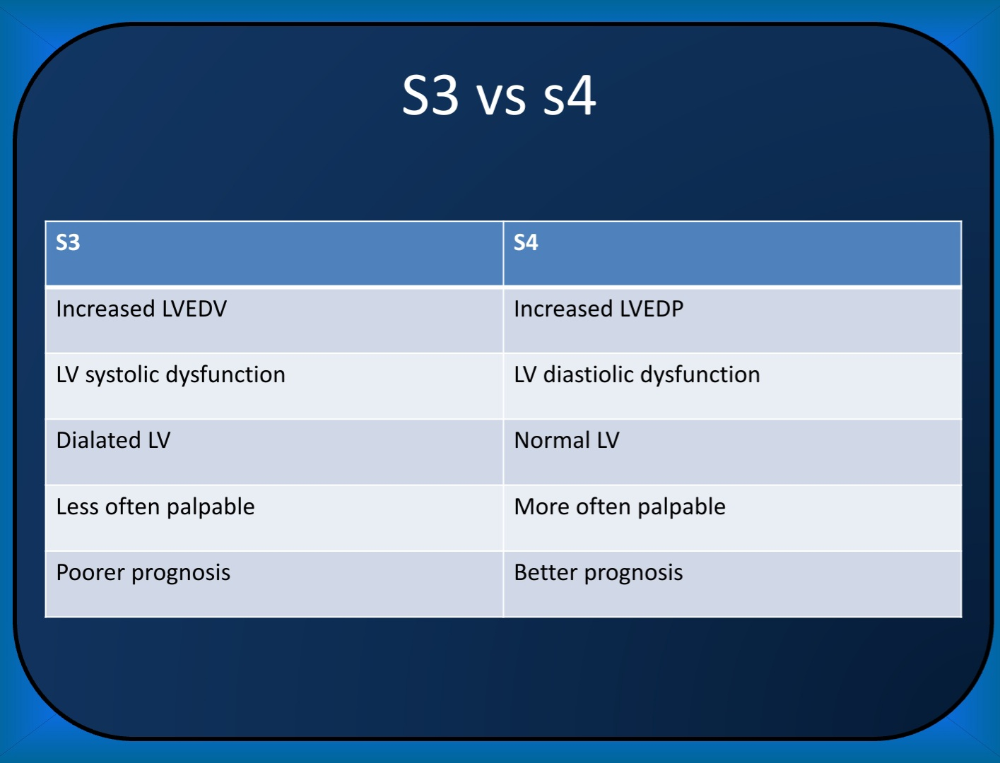 S3 vs s4
S3
S4
Increased LVEDV
Increased LVEDP
LV systolic dysfunction
LV diastiolic dysfunction
Dialated LV
Normal LV
Less often palpable
More often palpable
Poorer prognosis
Better prognosis